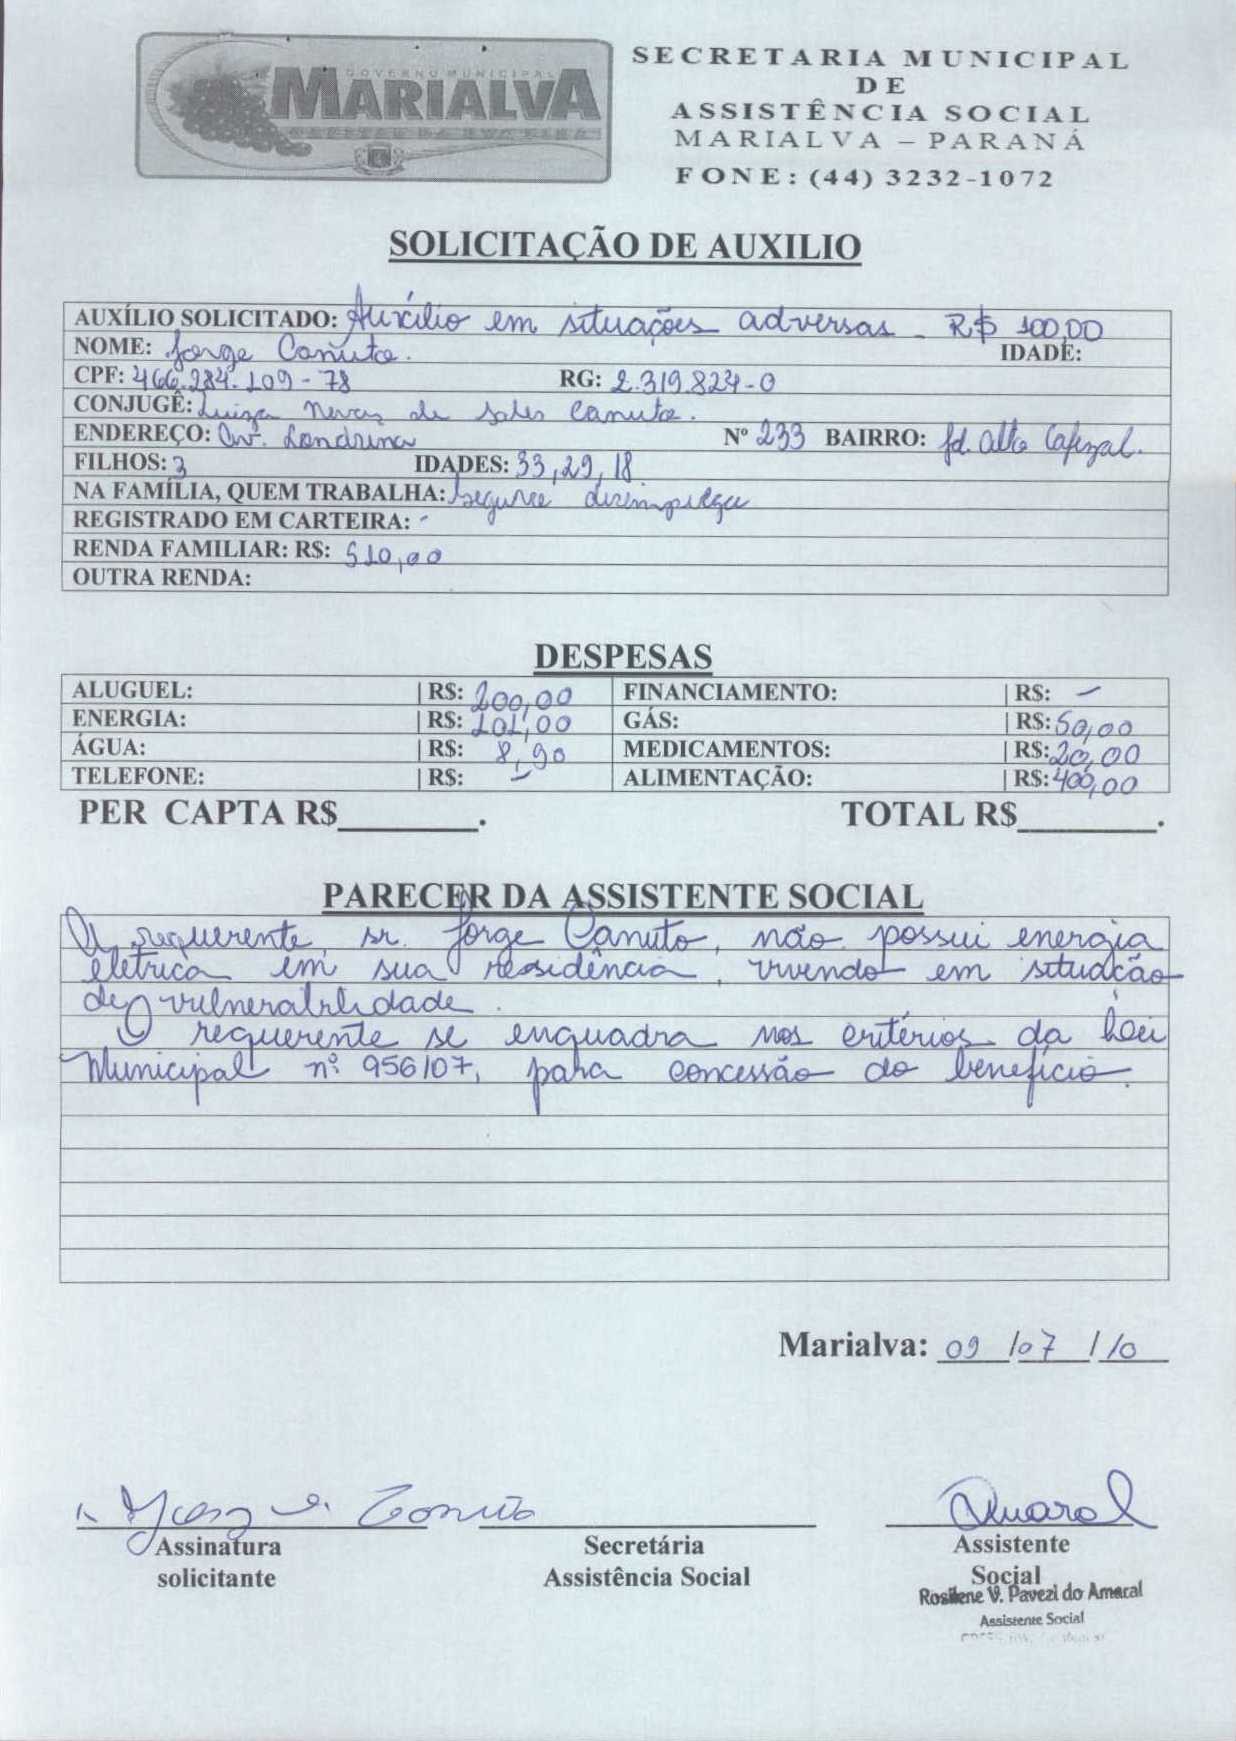 GOVERNO MUNICIPAL
MARIALVA
SECRETARIA MUNICIPAL
DE
ASSISTÊNCIA SOCIAL
MARIALVA – PARANÁ
FONE: (44) 3232-1072
SOLICITAÇÃO DE AUXILIO
AUXÍLIO SOLICITADO: Auxílio em situações adversas - R$ 100,00
NOME: Jorge Canuto. IDADE:
CPF: 466.284.109-78 RG: 2.319.824-0
CONJUGÊ: Luiza Neves de Sales Canuto.
ENDEREÇO: Av. Londrina Nº 233 BAIRRO: Jd. Alto Cafezal.
FILHOS: 3 IDADES: 33, 29, 18.
NA FAMÍLIA, QUEM TRABALHA: seguro desemprego
REGISTRADO EM CARTEIRA: -
RENDA FAMILIAR: R$: 510,00
OUTRA RENDA:
DESPESAS
ALUGUEL: | R$: 200,00 FINANCIAMENTO: | R$: -
ENERGIA: | R$: 101,00 GÁS: | R$: 50,00
ÁGUA: | R$: 8,90 MEDICAMENTOS: | R$: 20,00
TELEFONE: | R$: - ALIMENTAÇÃO: | R$: 400,00
PER CAPTA R$________. TOTAL R$________.
PARECER DA ASSISTENTE SOCIAL
O requerente, sr. Jorge Canuto, não possui energia
elétrica em sua residência, vivendo em situação
de vulnerabilidade.
O requerente se enquadra nos critérios da Lei
Municipal nº 956/07, para concessão do benefício.
Marialva: 09/07/10
Amaral
Assinatura
solicitante
Secretária
Assistência Social
Assistente
Social
Rosilene V. Pavezi do Amaral
Assistente Social